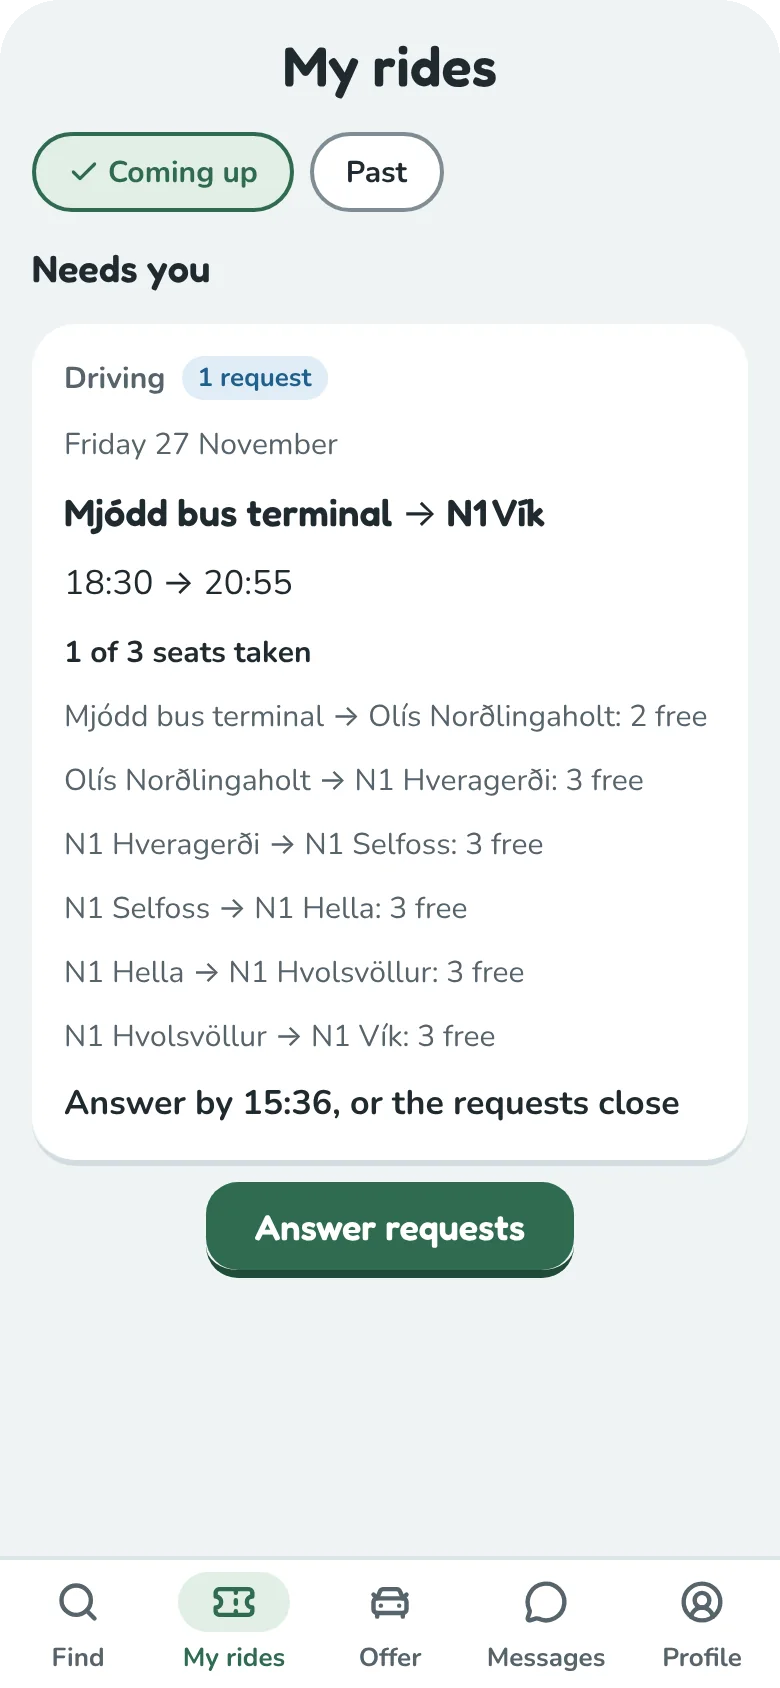 My rides
Coming up
Past
Needs you
Driving
1 request
Friday 27 November
Mjódd bus terminal → N1 Vík
18:30 → 20:55
1 of 3 seats taken
Mjódd bus terminal → Olís Norðlingaholt: 2 free
Olís Norðlingaholt → N1 Hveragerði: 3 free
N1 Hveragerði → N1 Selfoss: 3 free
N1 Selfoss → N1 Hella: 3 free
N1 Hella → N1 Hvolsvöllur: 3 free
N1 Hvolsvöllur → N1 Vík: 3 free
Answer by 15:36, or the requests close
Answer requests
Find
My rides
Offer
Messages
Profile